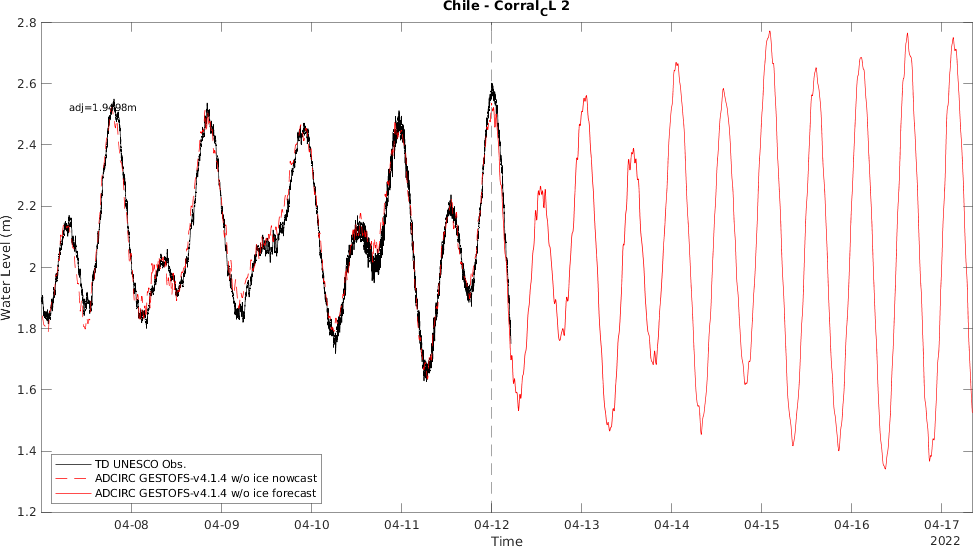 Chile - Corral_CL 2
adj=1.9498m
Water Level (m)
2.8
2.6
2.4
2.2
2
1.8
1.6
1.4
1.2
TD UNESCO Obs.
ADCIRC GESTOFS-v4.1.4 w/o ice nowcast
ADCIRC GESTOFS-v4.1.4 w/o ice forecast
04-08 04-09 04-10 04-11 04-12 04-13 04-14 04-15 04-16 04-17
Time
2022